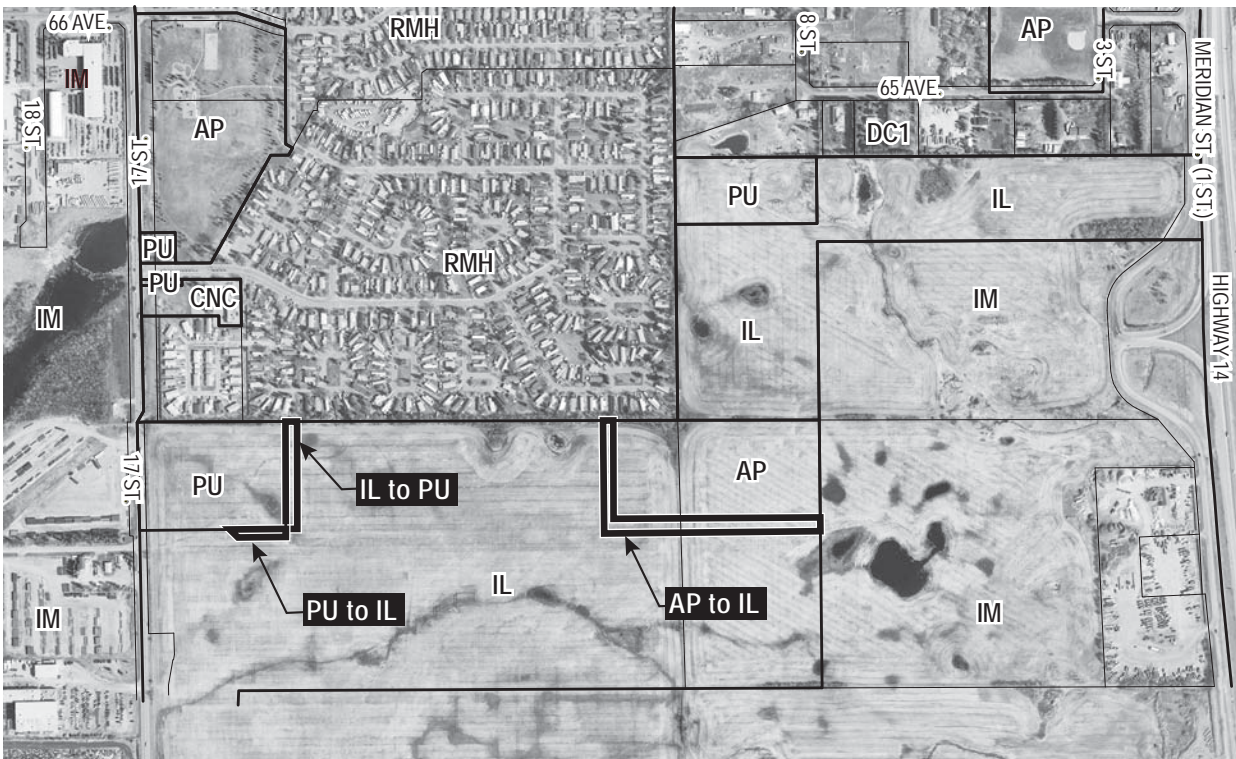 66 AVE.
RMH
8 ST.
AP
3 ST.
MERIDIAN ST. (1 ST.)
IM
18 ST.
65 AVE.
AP
DC1
17 ST.
PU
IL
PU
RMH
PU
CNC
IM
IM
IL
HIGHWAY 14
17 ST.
PU
IL to PU
AP
IL
PU to IL
AP to IL
IM
IM